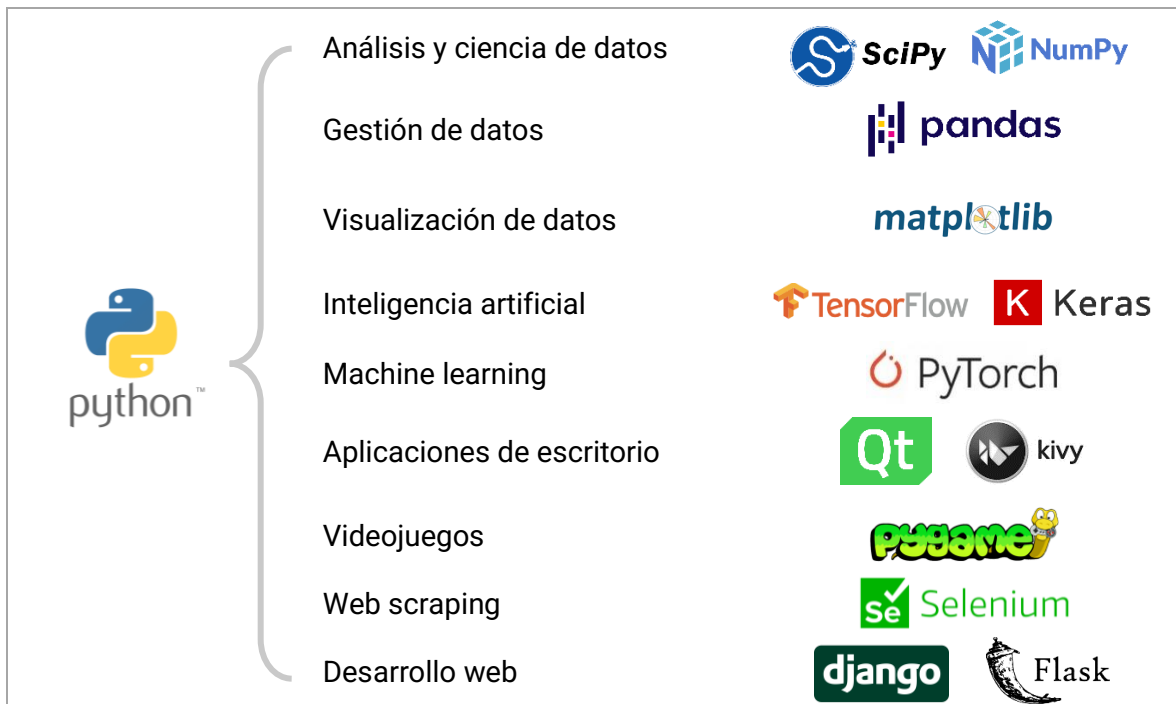 Análisis y ciencia de datos SciPy NumPy
Gestión de datos pandas
Visualización de datos matplotlib
Inteligencia artificial TensorFlow K Keras
python™
Machine learning PyTorch
Aplicaciones de escritorio Qt kivy
Videojuegos pygame
Web scraping Se Selenium
Desarrollo web django Flask